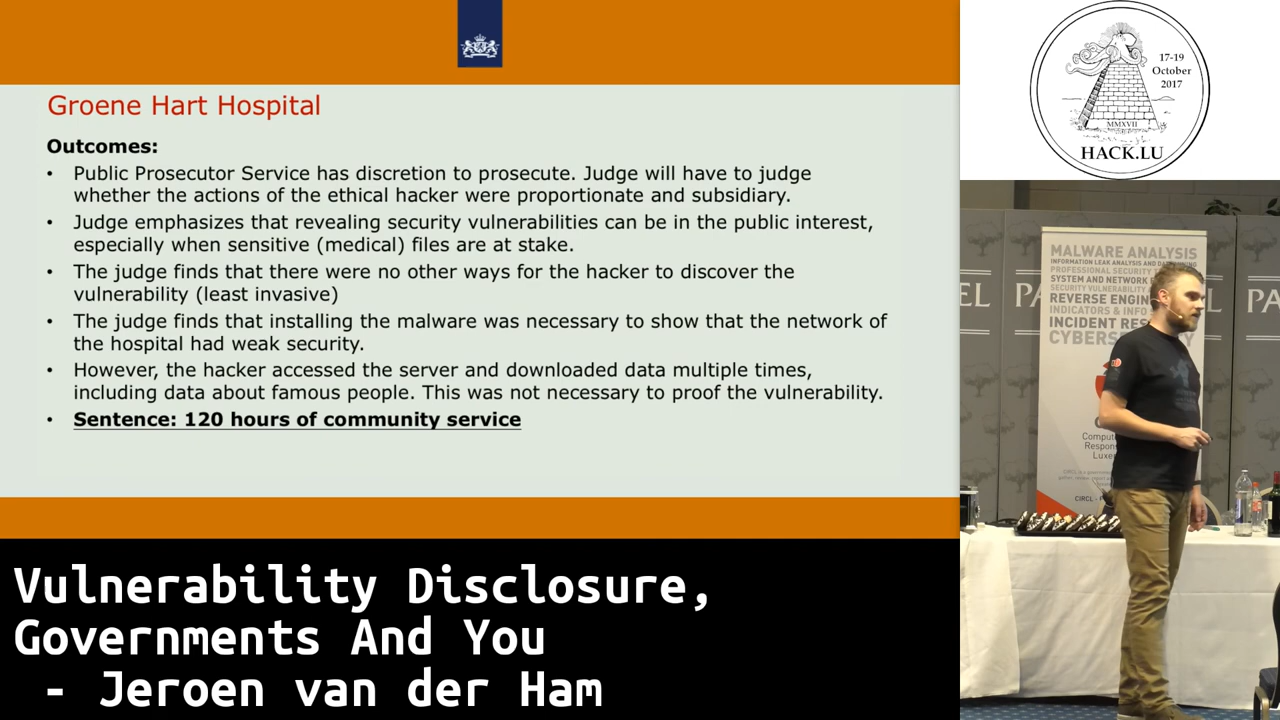 Groene Hart Hospital
Outcomes:
• Public Prosecutor Service has discretion to prosecute. Judge will have to judge
whether the actions of the ethical hacker were proportionate and subsidiary.
• Judge emphasizes that revealing security vulnerabilities can be in the public interest,
especially when sensitive (medical) files are at stake.
• The judge finds that there were no other ways for the hacker to discover the
vulnerability (least invasive)
• The judge finds that installing the malware was necessary to show that the network of
the hospital had weak security.
• However, the hacker accessed the server and downloaded data multiple times,
including data about famous people. This was not necessary to proof the vulnerability.
• Sentence: 120 hours of community service
Vulnerability Disclosure,
Governments And You
- Jeroen van der Ham
17-19
October
2017
MMXVII
HACK.LU
MALWARE ANALYSIS
INFORMATION LEAK ANALYSIS AND
PROFESSIONAL SECURITY
SYSTEM AND NETWORK
SECURITY VULNERABILITY
REVERSE
INDICATORS & INFO
INCIDENT
CIRCL